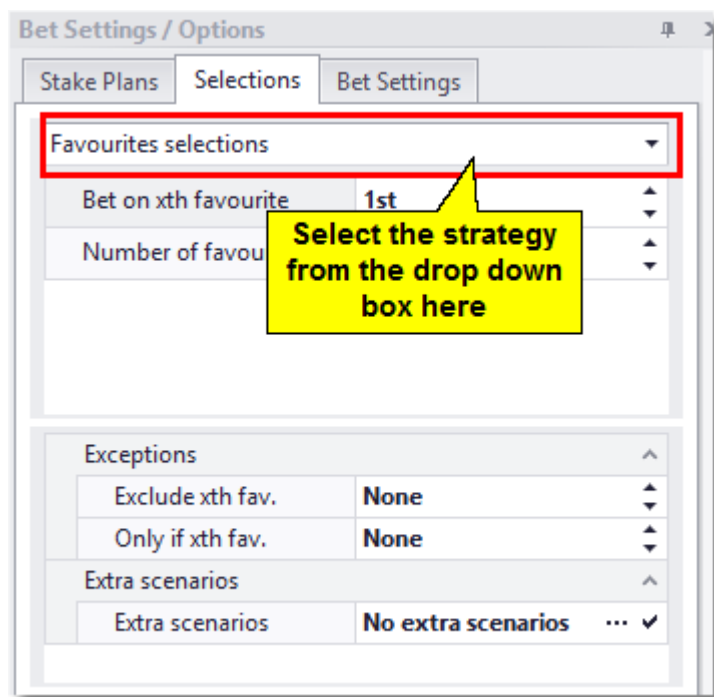 Bet Settings / Options
Stake Plans Selections Bet Settings
Favourites selections
Bet on xth favourite 1st
Number of favou
Select the strategy
from the drop down
box here
Exceptions
Exclude xth fav. None
Only if xth fav. None
Extra scenarios
Extra scenarios No extra scenarios ...